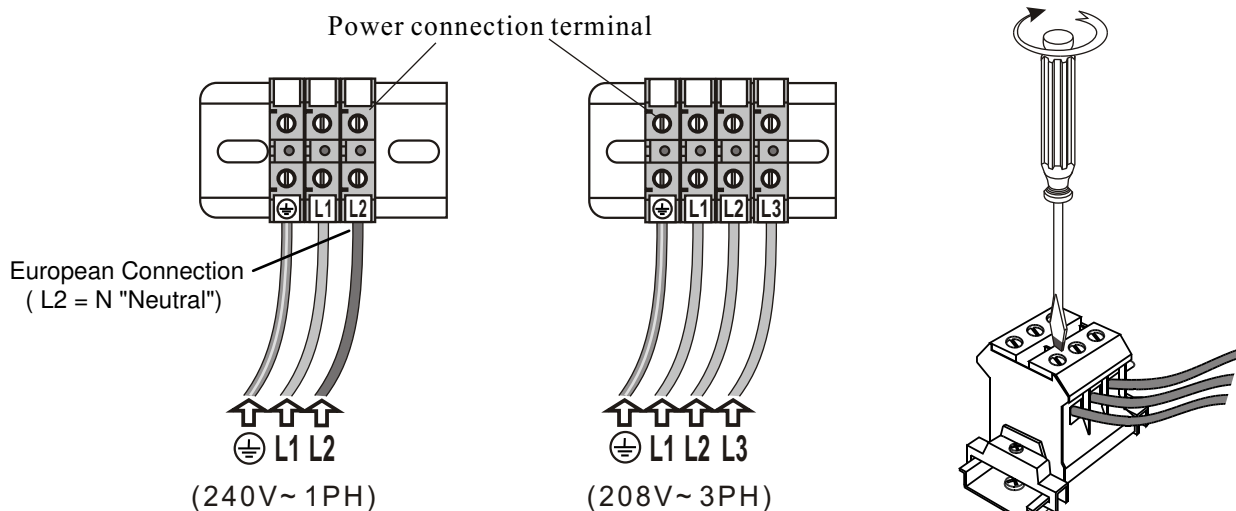 Power connection terminal
L1 L2
L1 L2 L3
European Connection
( L2 = N "Neutral")
L1 L2
L1 L2 L3
(240V~ 1PH)
(208V~ 3PH)